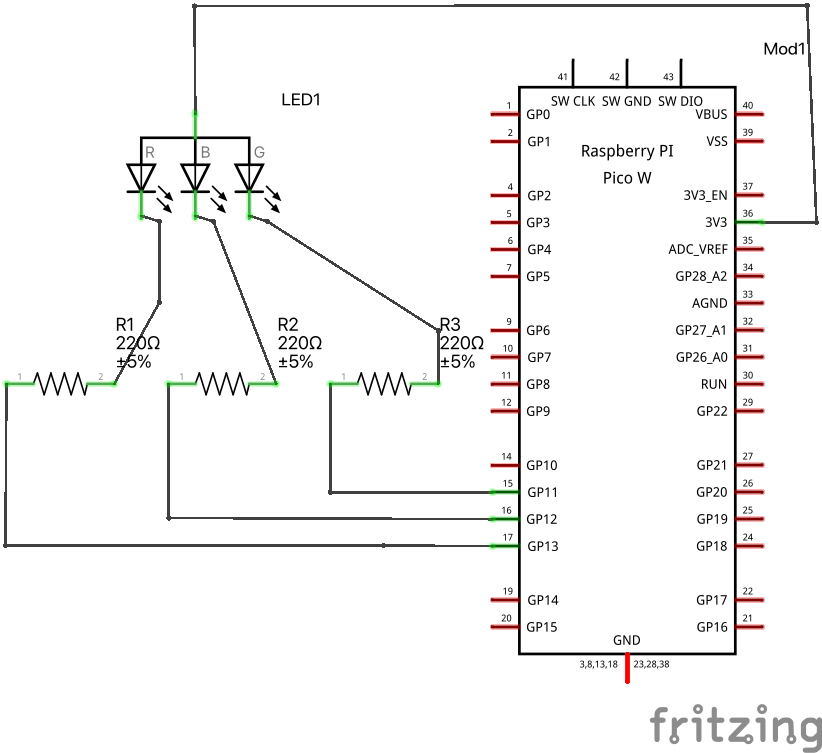 Mod1
LED1
41 42 43
SW CLK SW GND SW DIO
R B G
Raspberry PI
Pico W
1 GP0 VBUS 40
2 GP1 VSS 39
4 GP2 3V3_EN 37
5 GP3 3V3 36
6 GP4 ADC_VREF 35
7 GP5 GP28_A2 34
AGND 33
9 GP6 GP27_A1 32
10 GP7 GP26_A0 31
11 GP8 RUN 30
12 GP9 GP22 29
14 GP10 GP21 27
15 GP11 GP20 26
16 GP12 GP19 25
17 GP13 GP18 24
19 GP14 GP17 22
20 GP15 GP16 21
GND
3,8,13,18 23,28,38
R1
220Ω
±5%
1 2
R2
220Ω
±5%
1 2
R3
220Ω
±5%
1 2
fritzing